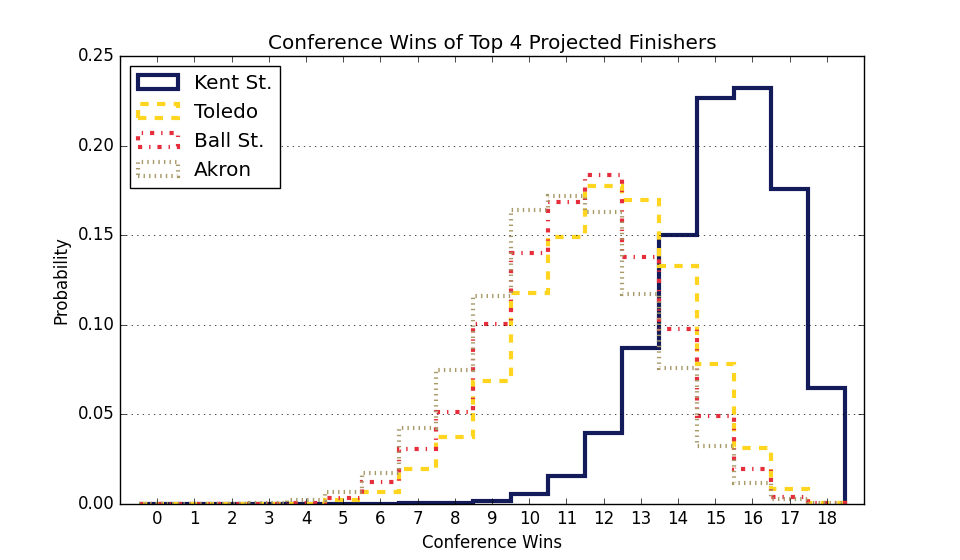 Conference Wins of Top 4 Projected Finishers
0.25
0.20
0.15
0.10
0.05
0.00
Probability
Kent St.
Toledo
Ball St.
Akron
0 1 2 3 4 5 6 7 8 9 10 11 12 13 14 15 16 17 18
Conference Wins